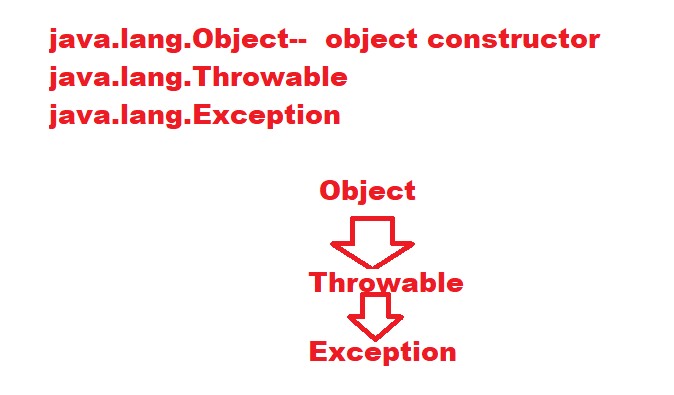 java.lang.Object--  object constructor
java.lang.Throwable
java.lang.Exception
Object
Throwable
Exception